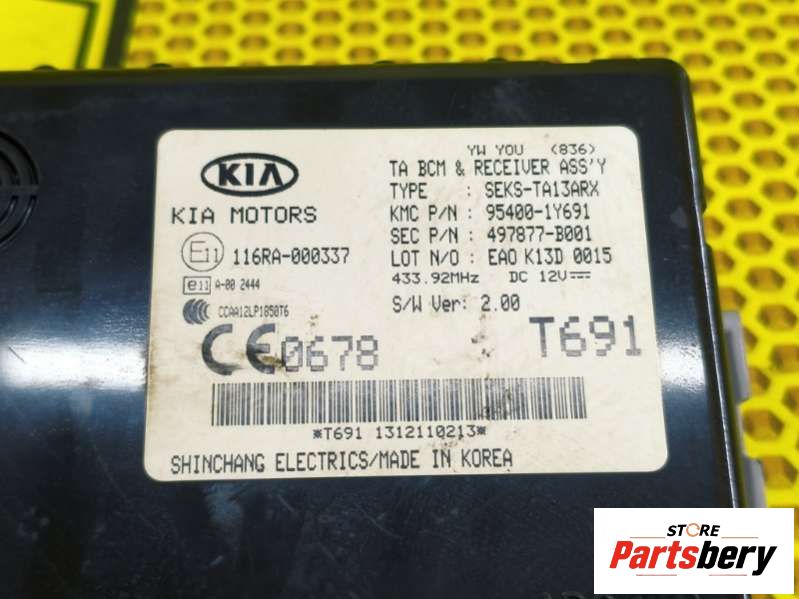 YW YOU (836)
KIA
KIA MOTORS
TA BCM & RECEIVER ASS'Y
TYPE : SEKS-TA13ARX
KMC P/N : 95400-1Y691
SEC P/N : 497877-B001
LOT N/O : EAO K13D 0015
433.92MHz DC 12V
S/W Ver: 2.00
E11 116RA-000337
e11 A-00 2444
CCAA12LP1850T6
CE0678
T691
*T691 1312110213*
SHINCHANG ELECTRICS/MADE IN KOREA
STORE
Partsbery